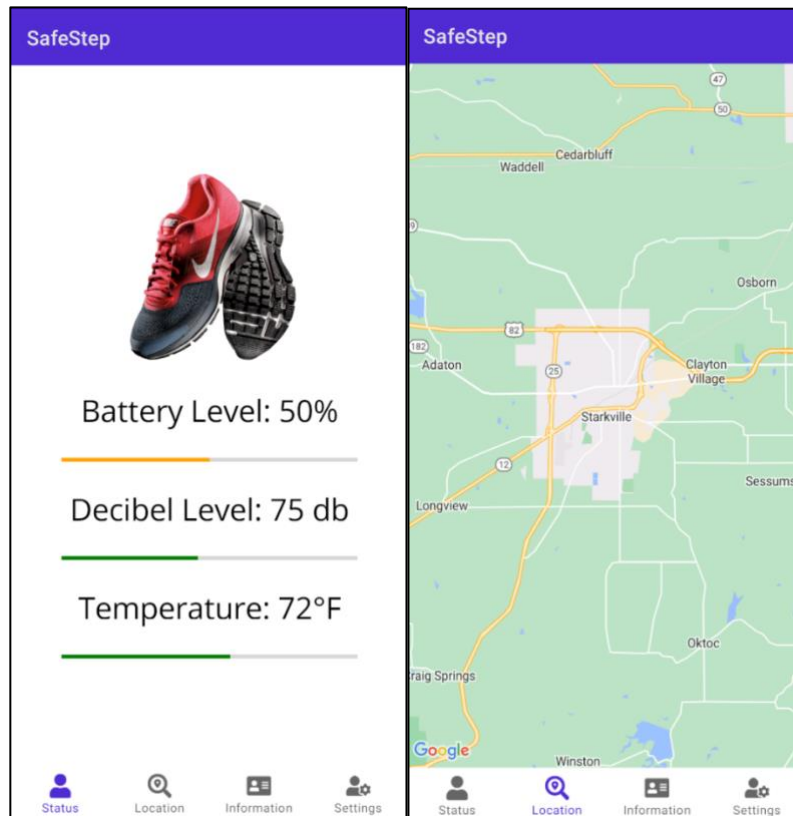 SafeStep
Battery Level: 50%
Decibel Level: 75 db
Temperature: 72°F
Status
Location
Information
Settings
SafeStep
47
50
Cedarbluff
Waddell
Osborn
82
182
Adaton
25
Clayton
Village
Starkville
12
Sessums
Longview
Oktoc
raig Springs
Google
Winston
Status
Location
Information
Settings